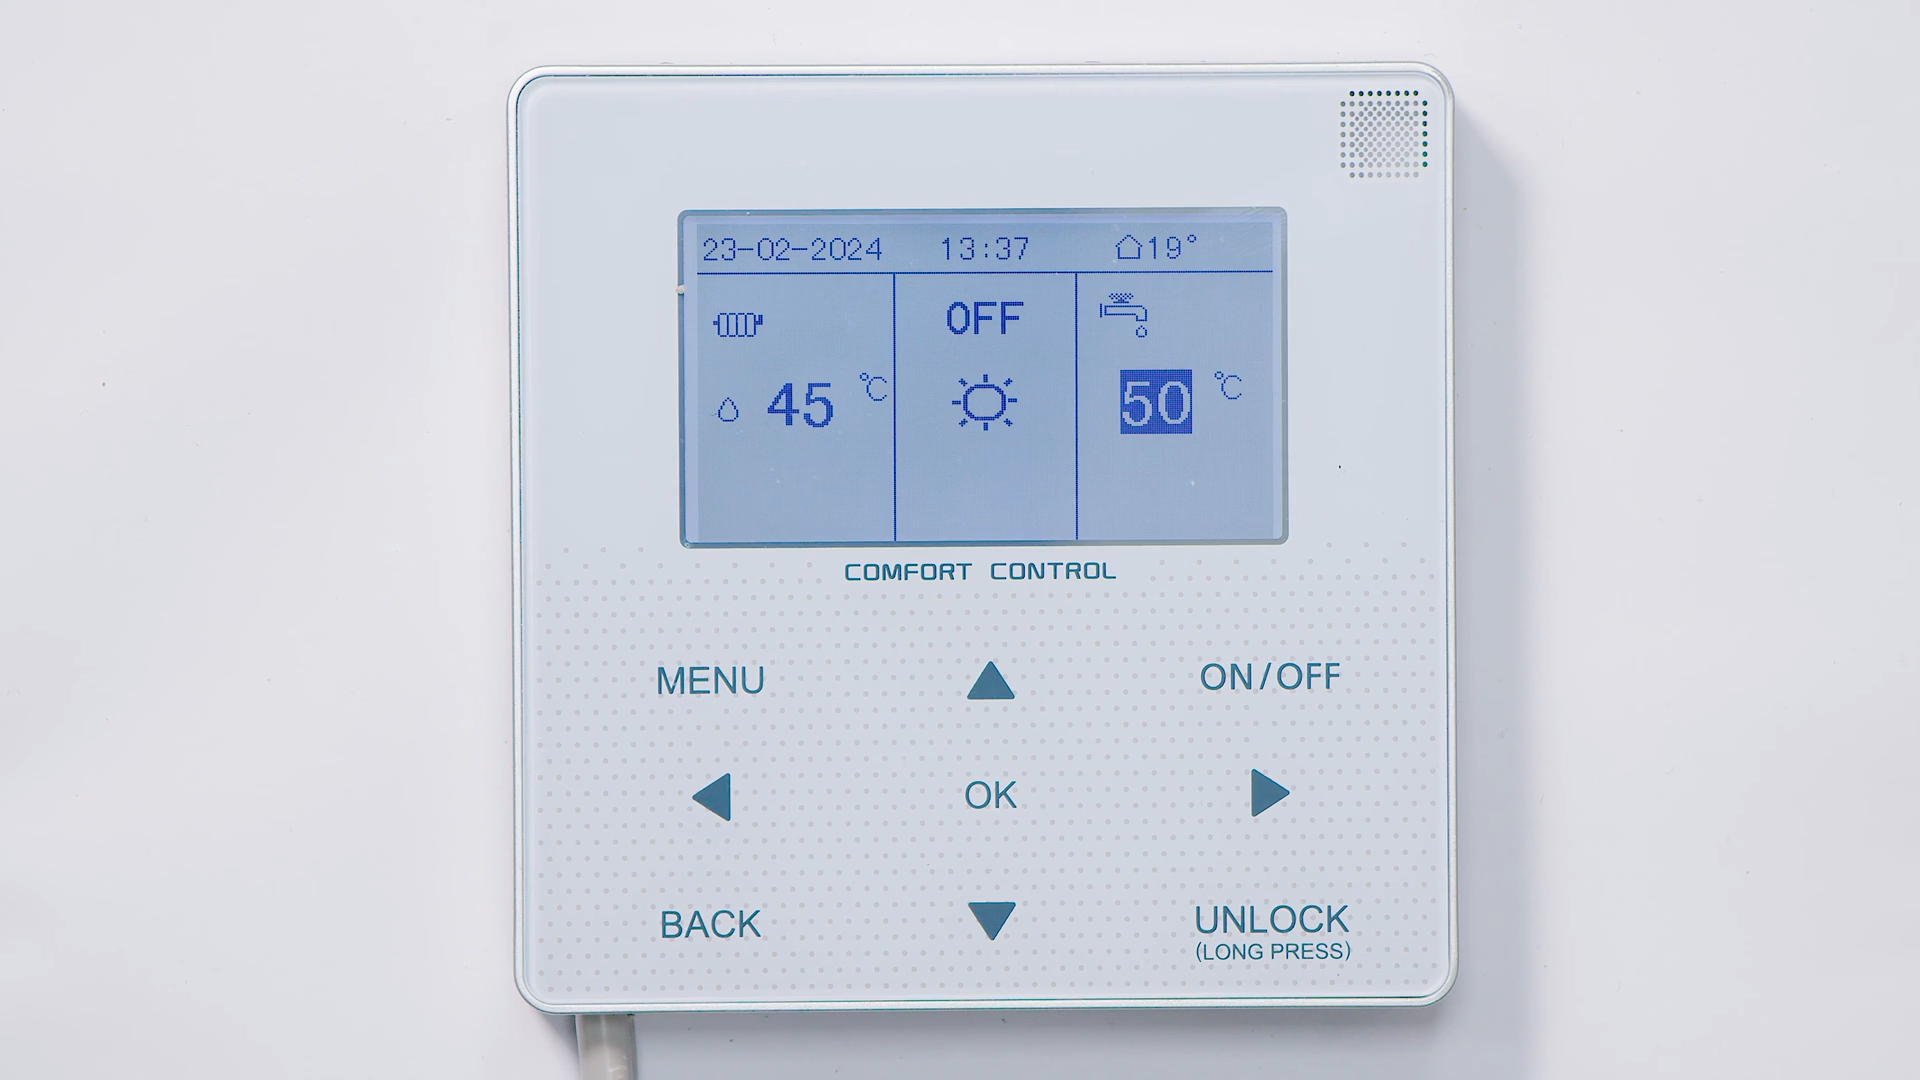 23-02-2024 13:37 19°
OFF
45 °C 50 °C
COMFORT CONTROL
MENU ON/OFF
OK
BACK UNLOCK
(LONG PRESS)